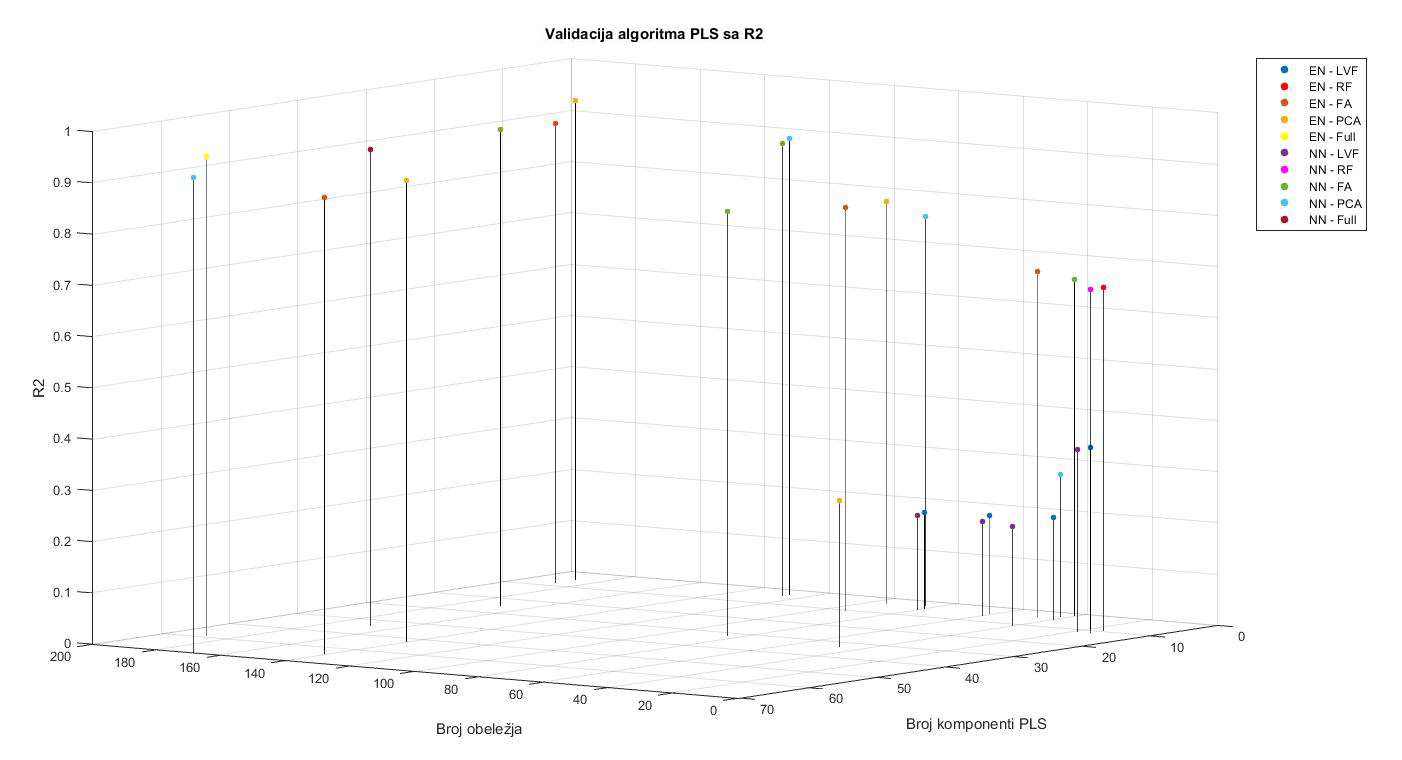 Validacija algoritma PLS sa R2
EN - LVF
EN - RF
EN - FA
EN - PCA
EN - Full
NN - LVF
NN - RF
NN - FA
NN - PCA
NN - Full
R2
1
0.9
0.8
0.7
0.6
0.5
0.4
0.3
0.2
0.1
0
200
180
160
140
120
100
80
60
40
20
0
Broj obeležja
70
60
50
40
30
20
10
0
Broj komponenti PLS